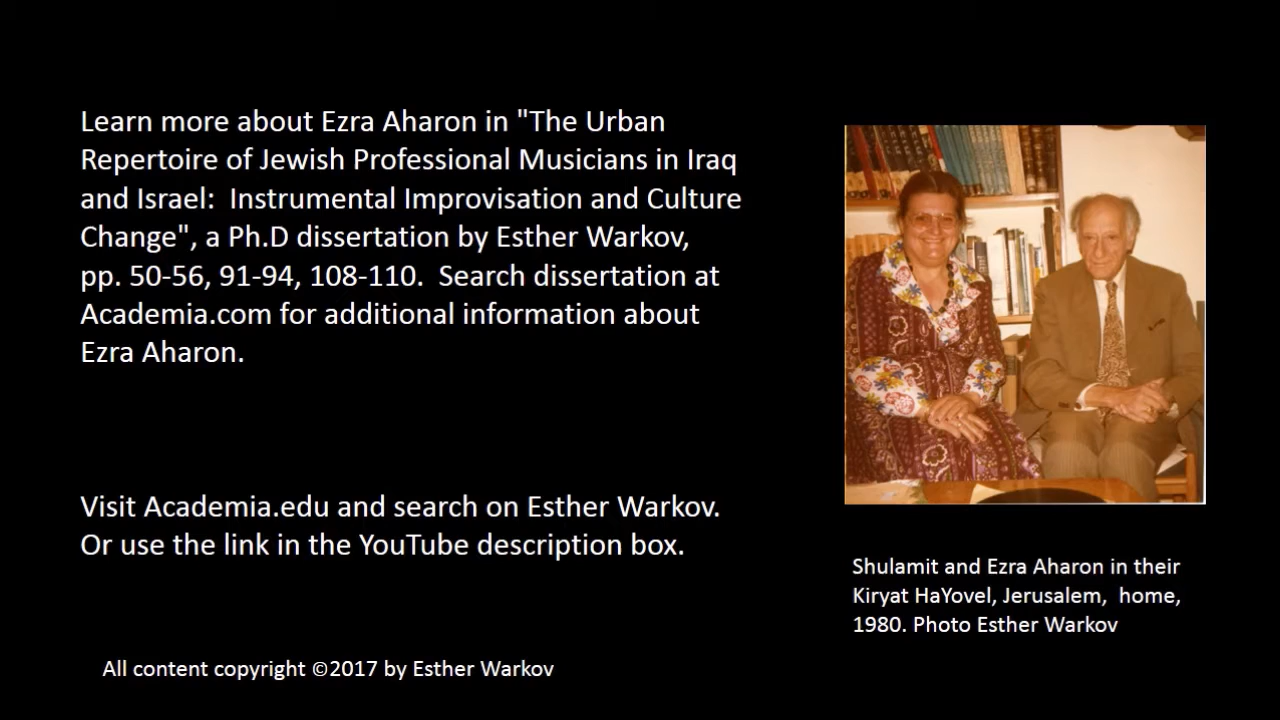 Learn more about Ezra Aharon in "The Urban
Repertoire of Jewish Professional Musicians in Iraq
and Israel:  Instrumental Improvisation and Culture
Change", a Ph.D dissertation by Esther Warkov,
pp. 50-56, 91-94, 108-110.  Search dissertation at
Academia.com for additional information about
Ezra Aharon.
Visit Academia.edu and search on Esther Warkov.
Or use the link in the YouTube description box.
Shulamit and Ezra Aharon in their
Kiryat HaYovel, Jerusalem,  home,
1980. Photo Esther Warkov
All content copyright ©2017 by Esther Warkov